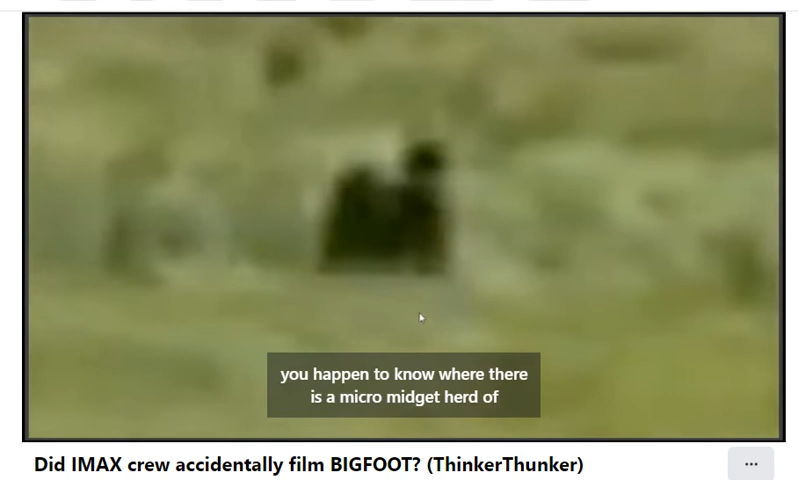 you happen to know where there
is a micro midget herd of
Did IMAX crew accidentally film BIGFOOT? (ThinkerThunker)